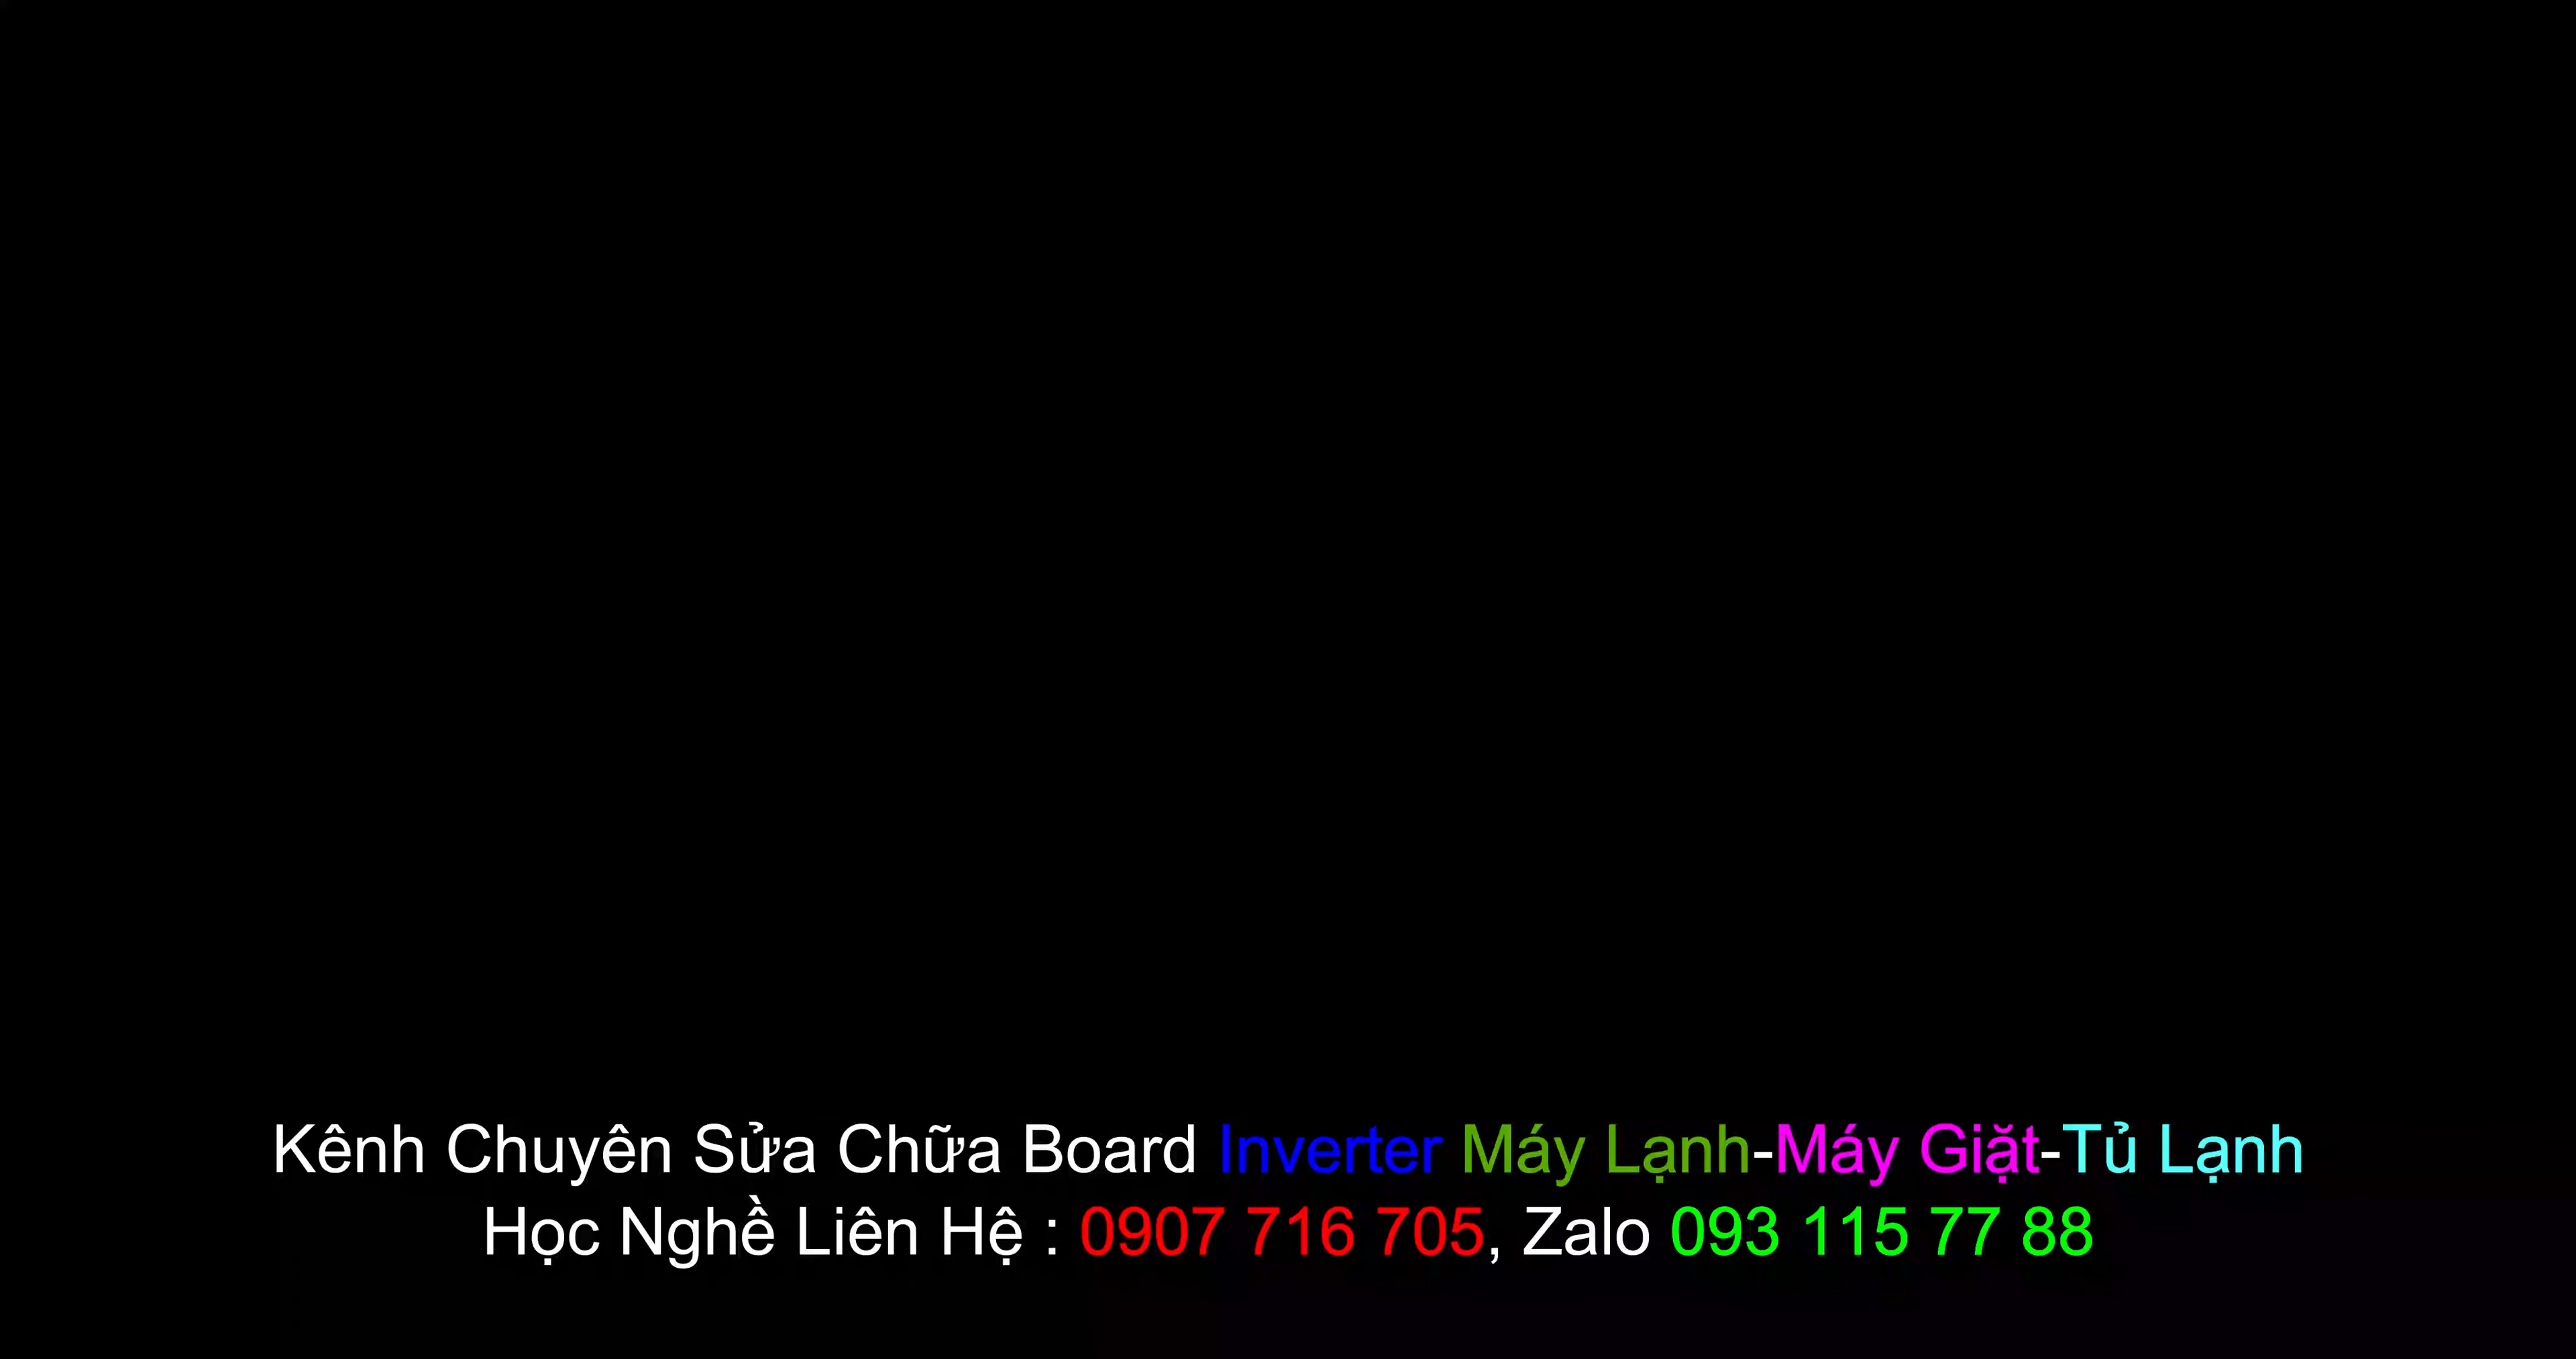 Kênh Chuyên Sửa Chữa Board Inverter Máy Lạnh-Máy Giặt-Tủ Lạnh
Học Nghề Liên Hệ : 0907 716 705, Zalo 093 115 77 88